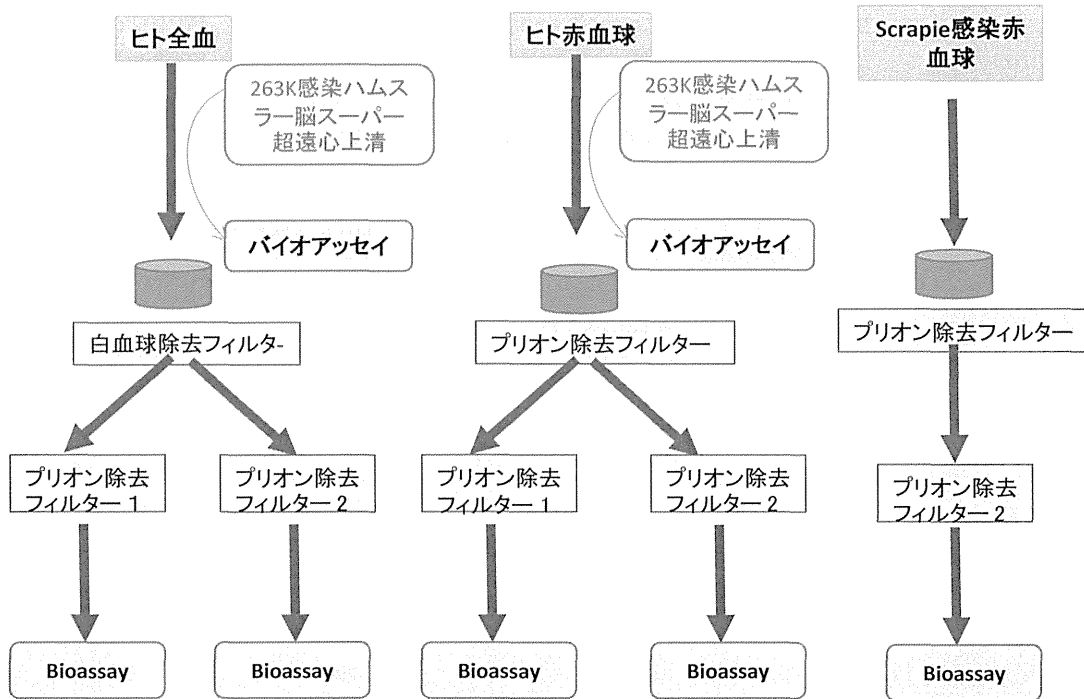 ヒト全血
263K感染ハムス
ラー脳スーパー
超遠心上清
バイオアッセイ
白血球除去フィルター
プリオン除去
フィルター 1
プリオン除去
フィルター 2
Bioassay
Bioassay
ヒト赤血球
263K感染ハムス
ラー脳スーパー
超遠心上清
バイオアッセイ
プリオン除去フィルター
プリオン除去
フィルター 1
プリオン除去
フィルター 2
Bioassay
Bioassay
Scrapie感染赤
血球
プリオン除去フィルター
プリオン除去
フィルター 2
Bioassay